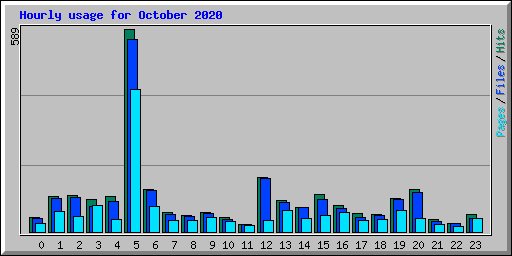 Hourly usage for October 2020
589
Pages/Files/Hits
0 1 2 3 4 5 6 7 8 9 10 11 12 13 14 15 16 17 18 19 20 21 22 23